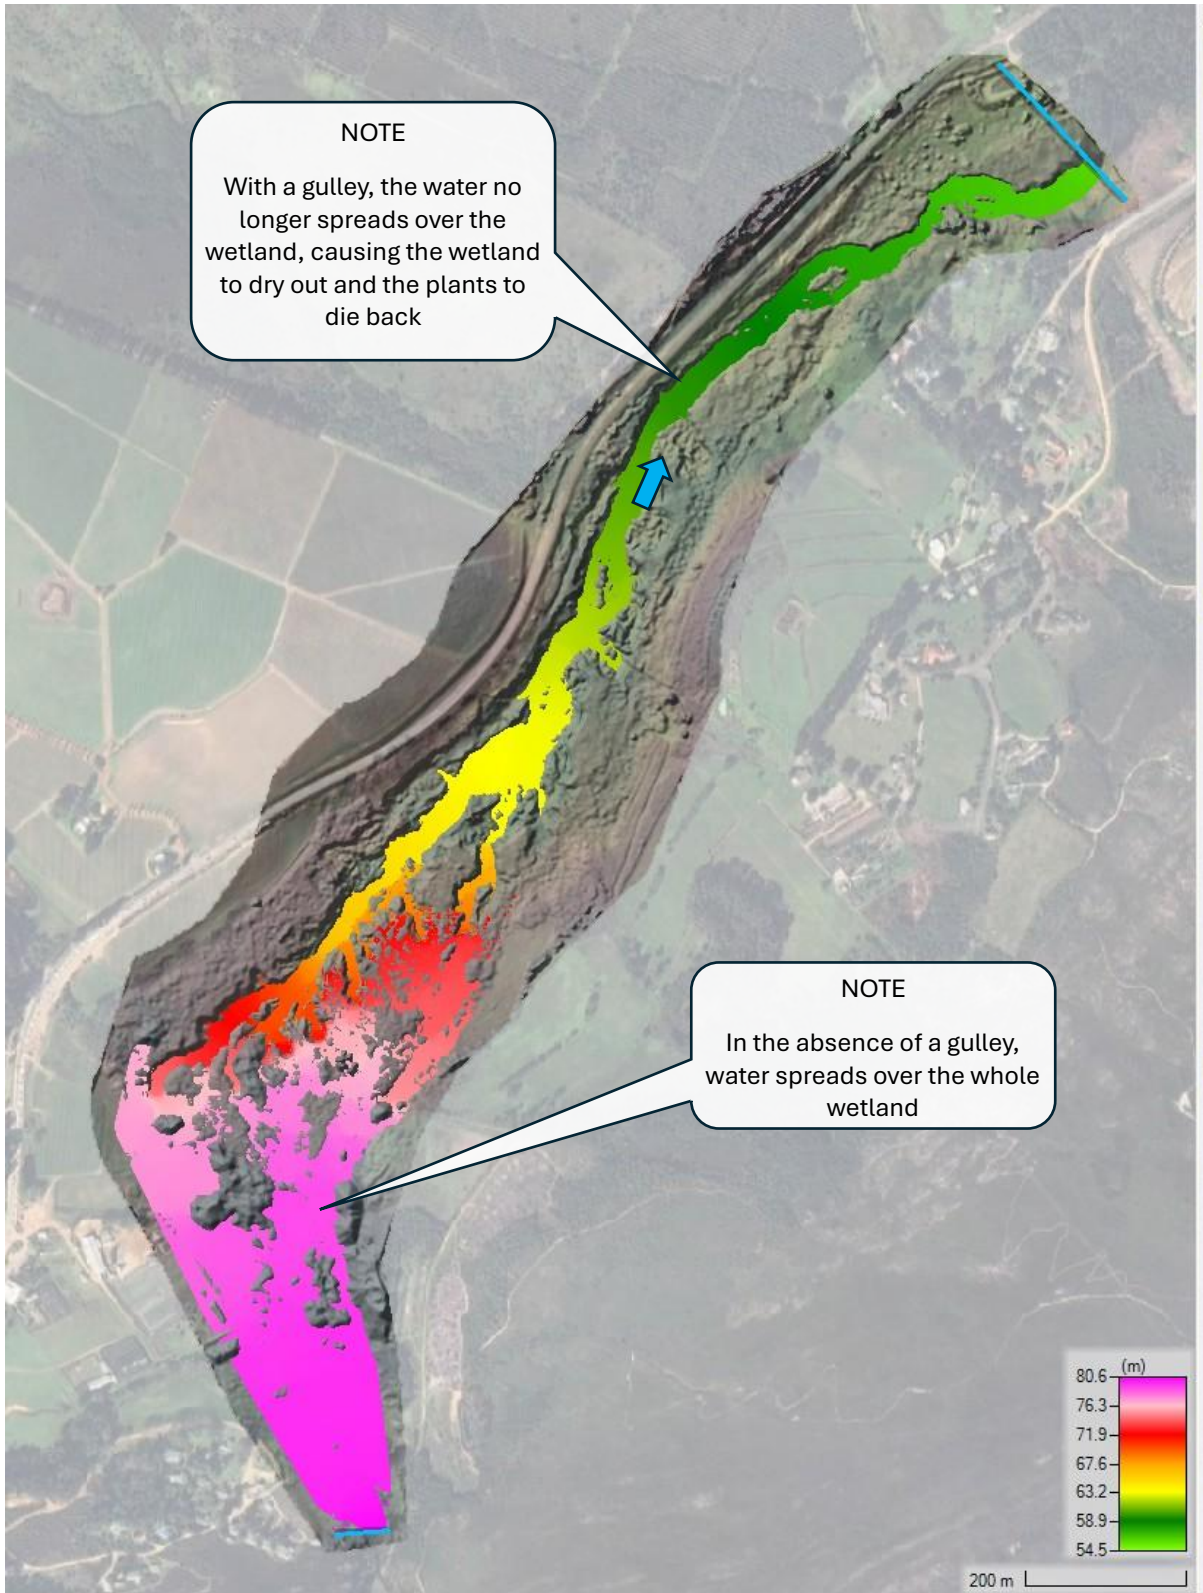 NOTE
With a gulley, the water no
longer spreads over the
wetland, causing the wetland
to dry out and the plants to
die back
NOTE
In the absence of a gulley,
water spreads over the whole
wetland
(m)
80.6
76.3
71.9
67.6
63.2
58.9
54.5
200 m